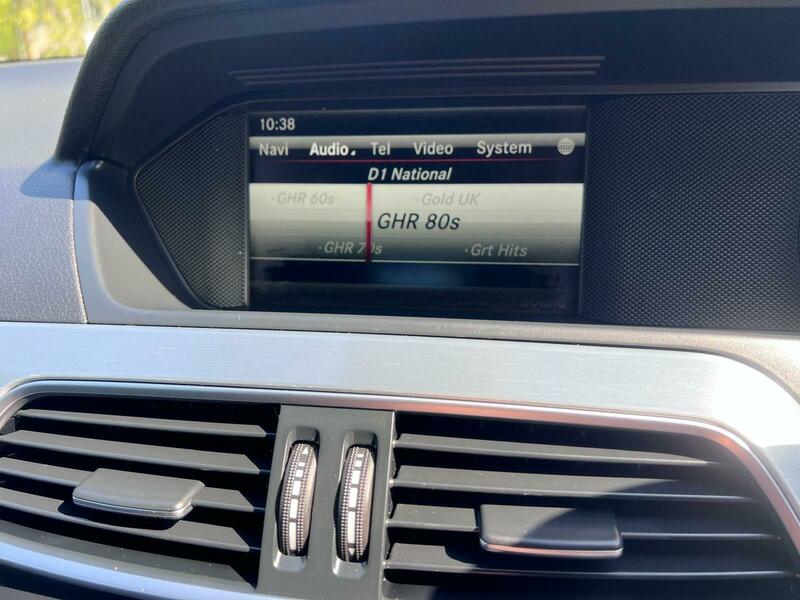 10:38
Navi Audio Tel Video System
D1 National
GHR 60s Gold UK
GHR 80s
GHR 70s Grt Hits
Sound